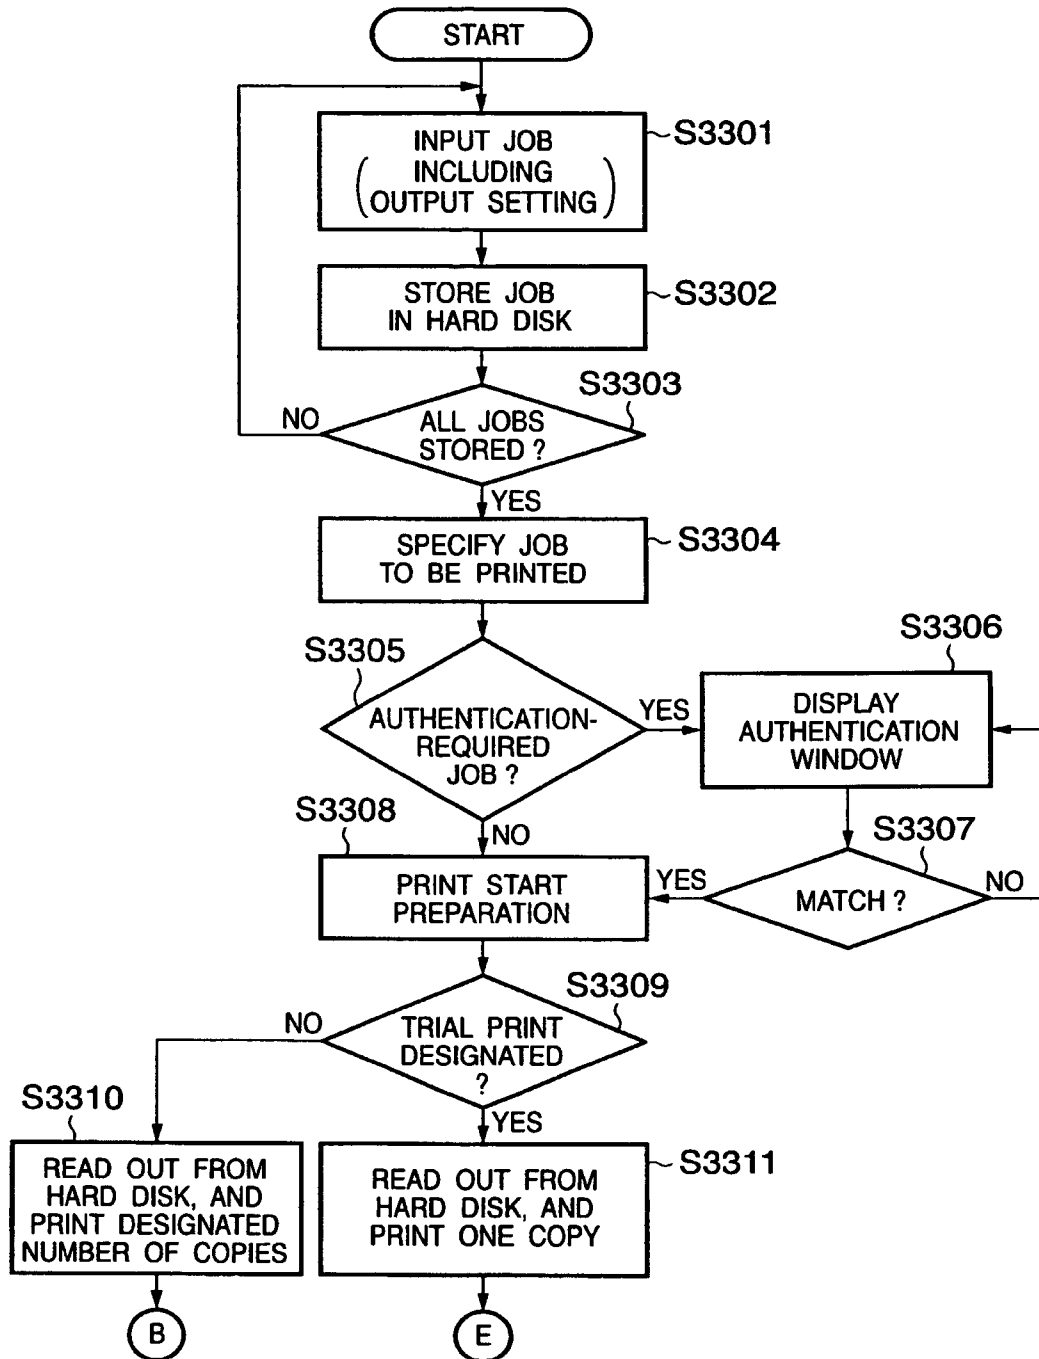 START
INPUT JOB
(INCLUDING
OUTPUT SETTING)
S3301
STORE JOB
IN HARD DISK
S3302
S3303
NO
ALL JOBS
STORED ?
YES
SPECIFY JOB
TO BE PRINTED
S3304
S3305
S3306
AUTHENTICATION-
REQUIRED
JOB ?
YES
DISPLAY
AUTHENTICATION
WINDOW
NO
S3308
S3307
PRINT START
PREPARATION
YES
MATCH ?
NO
S3309
NO
TRIAL PRINT
DESIGNATED
?
YES
S3310
READ OUT FROM
HARD DISK, AND
PRINT DESIGNATED
NUMBER OF COPIES
S3311
READ OUT FROM
HARD DISK, AND
PRINT ONE COPY
B
E